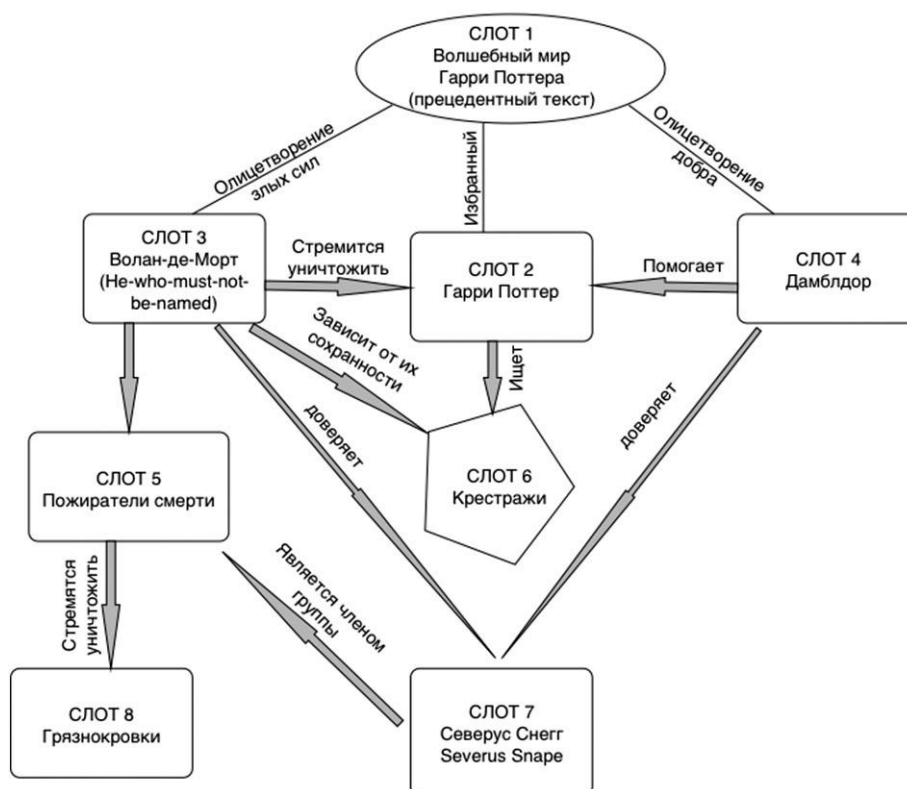 СЛОТ 1
Волшебный мир
Гарри Поттера
(прецедентный текст)
Олицетворение
злых сил
Избранный
Олицетворение
добра
СЛОТ 3
Волан-де-Морт
(He-who-must-not-
be-named)
Стремится
уничтожить
СЛОТ 2
Гарри Поттер
Помогает
СЛОТ 4
Дамблдор
Зависит от их
сохранности
Ищет
доверяет
доверяет
СЛОТ 5
Пожиратели смерти
СЛОТ 6
Крестражи
Стремятся
уничтожить
Является членом
группы
СЛОТ 8
Грязнокровки
СЛОТ 7
Северус Снегг
Severus Snape